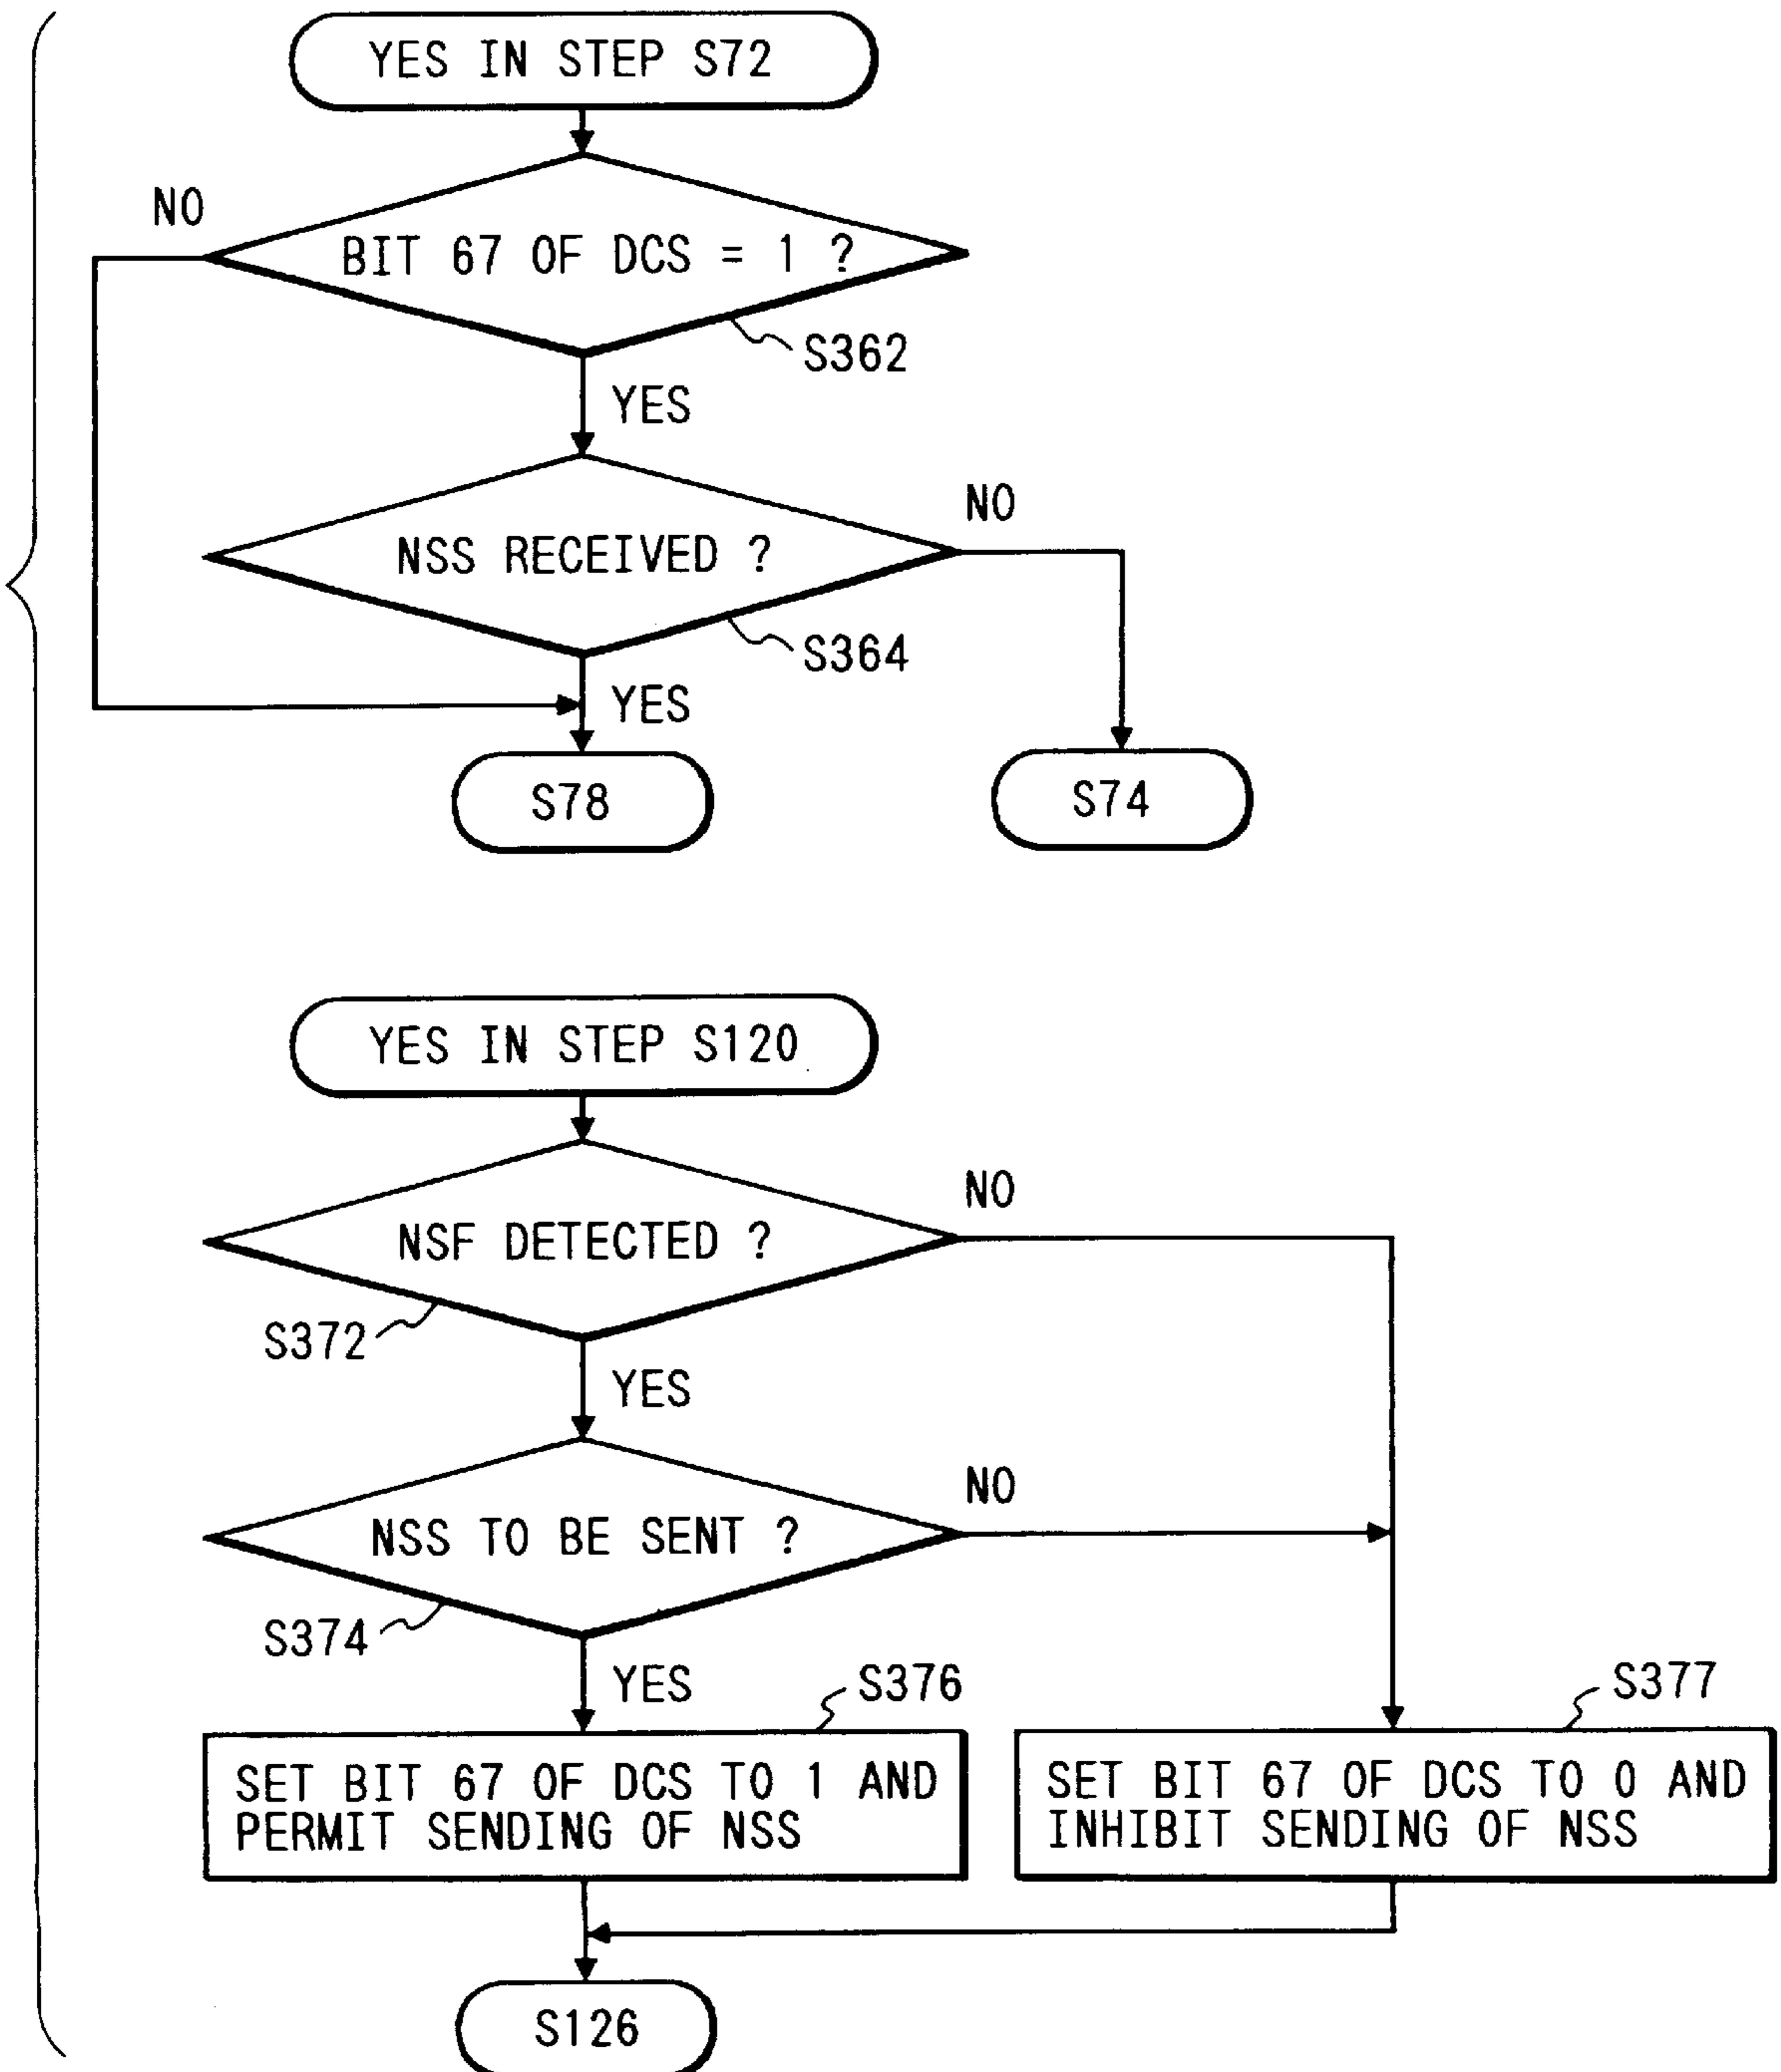 YES IN STEP S72
NO
BIT 67 OF DCS = 1 ?
S362
YES
NO
NSS RECEIVED ?
S364
YES
S78
S74
YES IN STEP S120
NO
NSF DETECTED ?
S372
YES
NO
NSS TO BE SENT ?
S374
YES
S376
S377
SET BIT 67 OF DCS TO 1 AND
PERMIT SENDING OF NSS
SET BIT 67 OF DCS TO 0 AND
INHIBIT SENDING OF NSS
S126